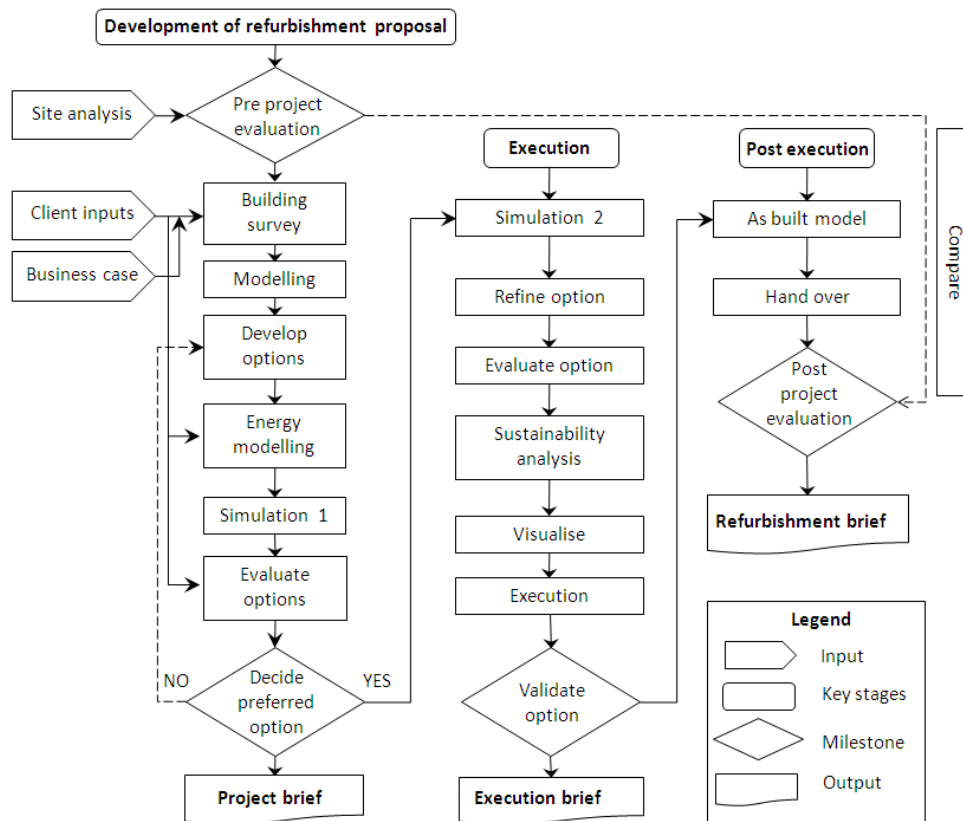 Development of refurbishment proposal
Site analysis
Pre project
evaluation
Client inputs
Business case
Building
survey
Modelling
Develop
options
Energy
modelling
Simulation 1
Evaluate
options
NO
Decide
preferred
option
YES
Project brief
Execution
Simulation 2
Refine option
Evaluate option
Sustainability
analysis
Visualise
Execution
Validate
option
Execution brief
Post execution
As built model
Hand over
Post
project
evaluation
Refurbishment brief
Compare
Legend
Input
Key stages
Milestone
Output